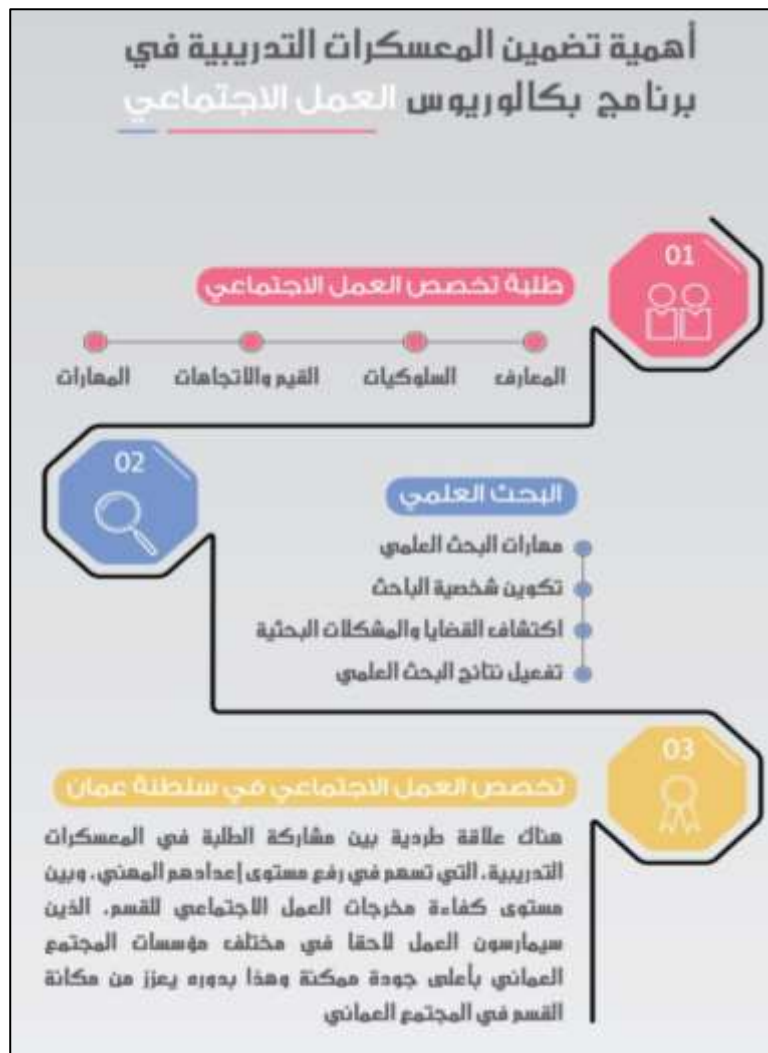 أهمية تضمين المعسكرات التدريبية في
برنامج بكالوريوس العمل الاجتماعي
01
طلبة تخصص العمل الاجتماعي
المعارف السلوكيات القيم والاتجاهات المهارات
02
البحث العلمي
مهارات البحث العلمي
تكوين شخصية الباحث
اكتشاف القضايا والمشكلات البحثية
تفعيل نتائج البحث العلمي
03
تخصص العمل الاجتماعي في سلطنة عمان
هناك علاقة طردية بين مشاركة الطلبة في المعسكرات
التدريبية، التي تسهم في رفع مستوى إعدادهم المهني، وبين
مستوى كفاءة مخرجات العمل الاجتماعي للقسم، الذين
سيمارسون العمل لاحقا في مختلف مؤسسات المجتمع
العماني بأعلى جودة ممكنة وهذا بدوره يعزز من مكانة
القسم في المجتمع العماني